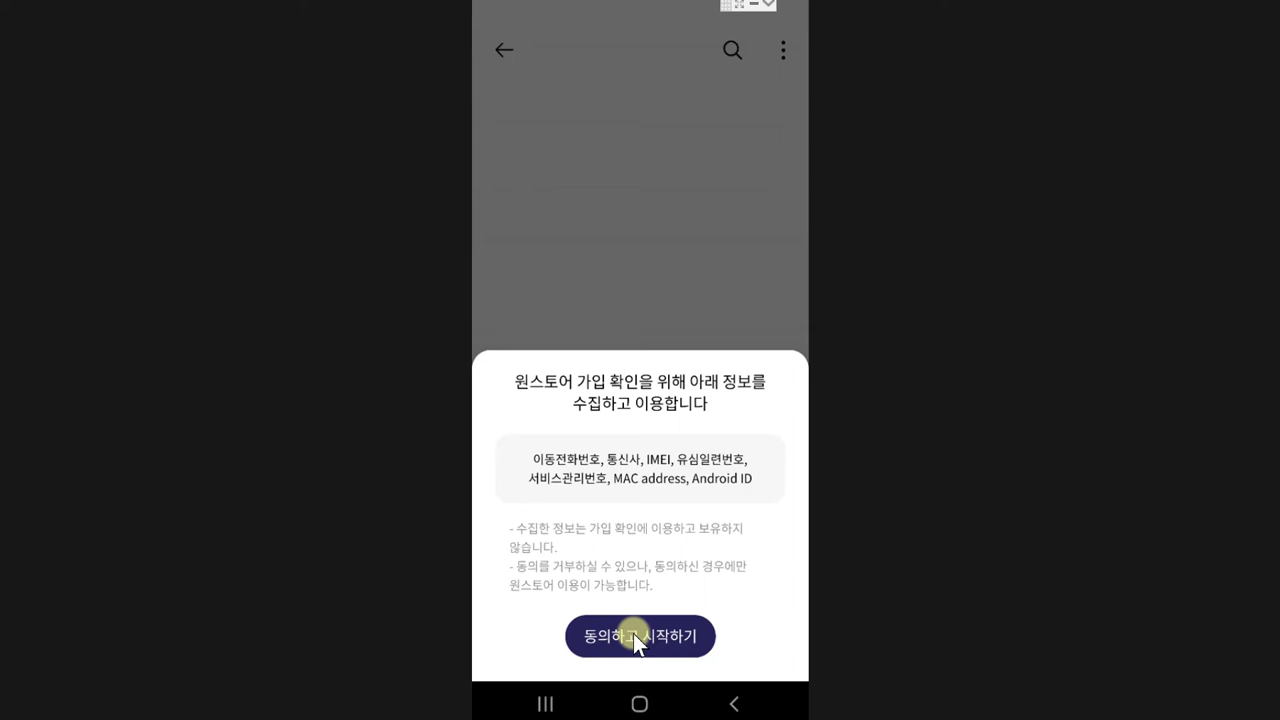 원스토어 가입 확인을 위해 아래 정보를
수집하고 이용합니다
이동전화번호, 통신사, IMEI, 유심일련번호,
서비스관리번호, MAC address, Android ID
- 수집한 정보는 가입 확인에 이용하고 보유하지
않습니다.
- 동의를 거부하실 수 있으나, 동의하신 경우에만
원스토어 이용이 가능합니다.
동의하고 시작하기